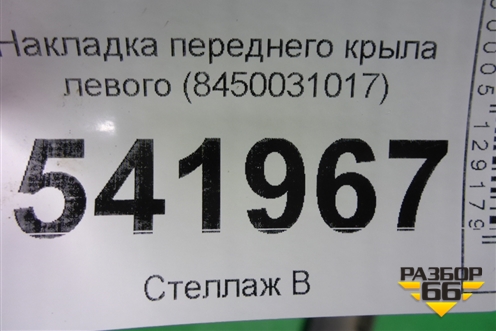 Накладка переднего крыла
левого (8450031017)
541967
Стеллаж В
РАЗБОР
66